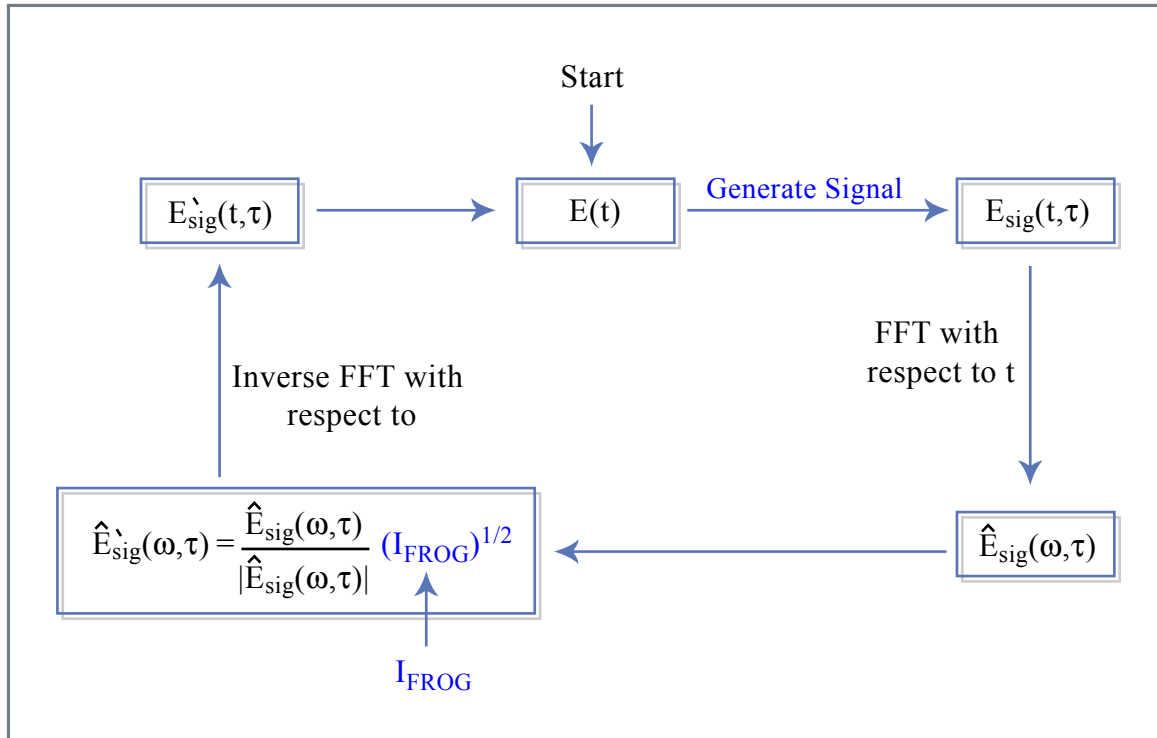 Start
E`sig(t,τ)
E(t)
Generate Signal
Esig(t,τ)
FFT with
respect to t
Inverse FFT with
respect to
Ê`sig(ω,τ) = Êsig(ω,τ) / |Êsig(ω,τ)| (IFROG)1/2
Êsig(ω,τ)
IFROG